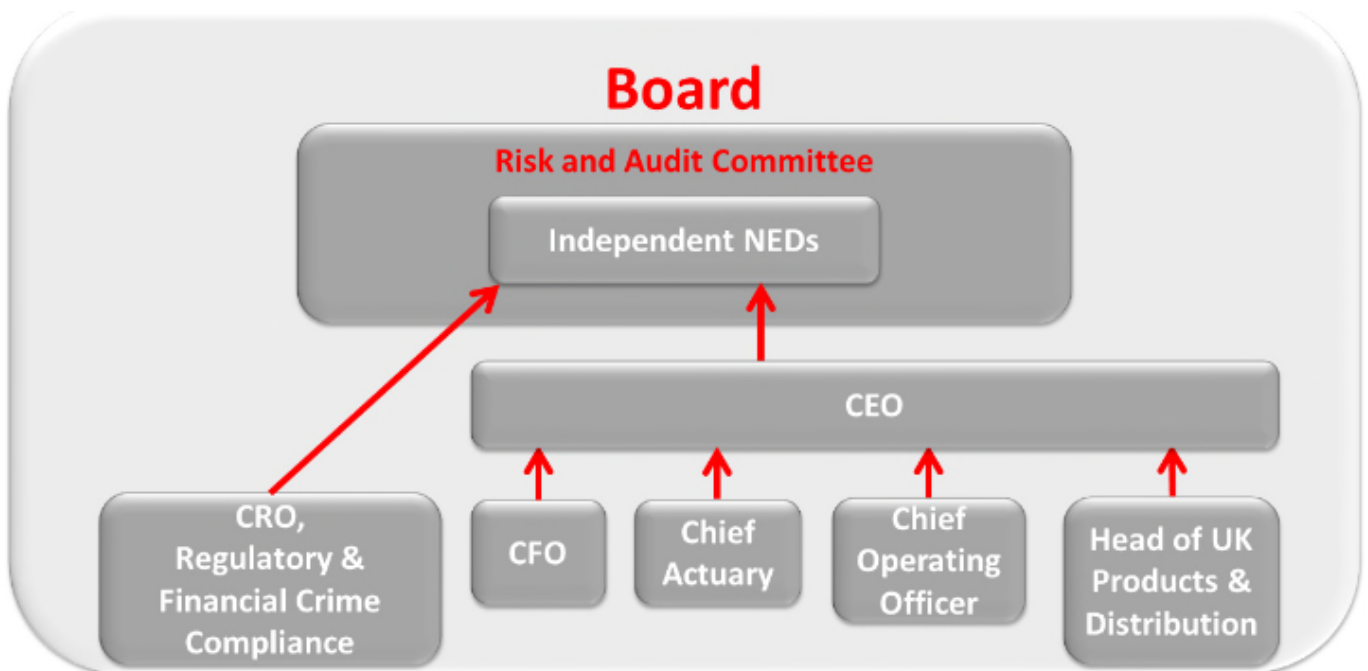 Board
Risk and Audit Committee
Independent NEDs
CEO
CRO,
Regulatory &
Financial Crime
Compliance
CFO
Chief
Actuary
Chief
Operating
Officer
Head of UK
Products &
Distribution